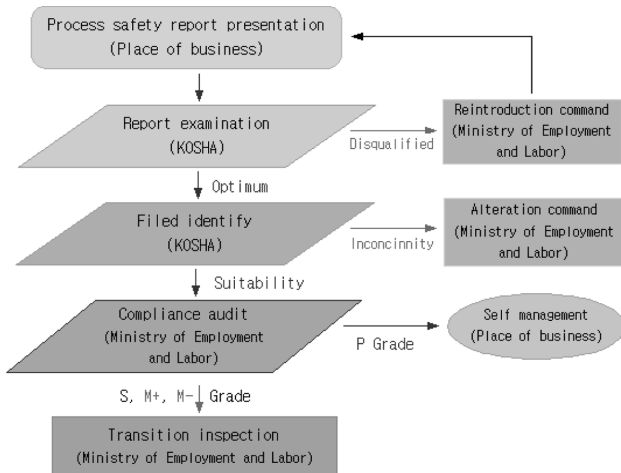 Process safety report presentation
(Place of business)
Report examination
(KOSHA)
Disqualified
Reintroduction command
(Ministry of Employment
and Labor)
Optimum
Filed identify
(KOSHA)
Inconcinnity
Alteration command
(Ministry of Employment
and Labor)
Suitability
Compliance audit
(Ministry of Employment
and Labor)
P Grade
Self management
(Place of business)
S, M+, M- Grade
Transition inspection
(Ministry of Employment and Labor)